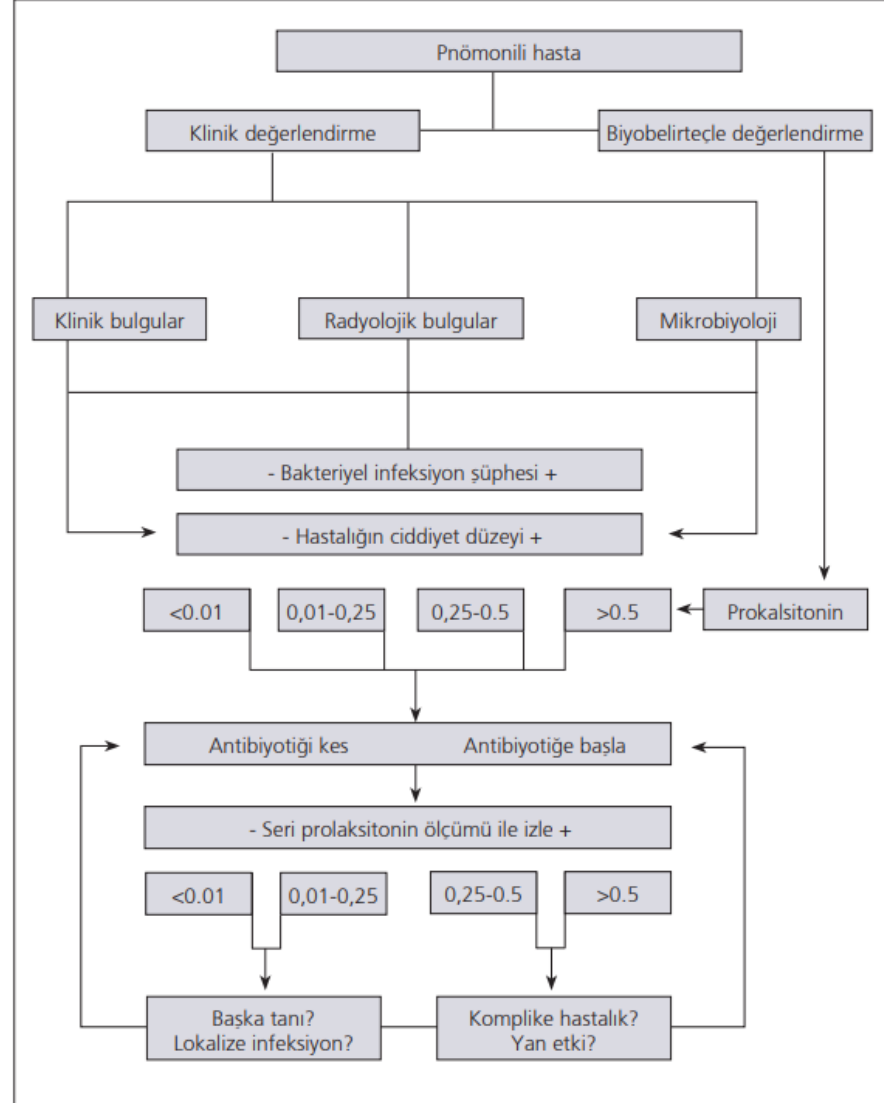 Pnömonili hasta
Klinik değerlendirme
Biyobelirteçle değerlendirme
Klinik bulgular
Radyolojik bulgular
Mikrobiyoloji
- Bakteriyel infeksiyon şüphesi +
- Hastalığın ciddiyet düzeyi +
<0.01
0,01-0,25
0,25-0.5
>0.5
Prokalsitonin
Antibiyotiği kes
Antibiyotiğe başla
- Seri prolaksitonin ölçümü ile izle +
<0.01
0,01-0,25
0,25-0.5
>0.5
Başka tanı?
Lokalize infeksiyon?
Komplike hastalık?
Yan etki?